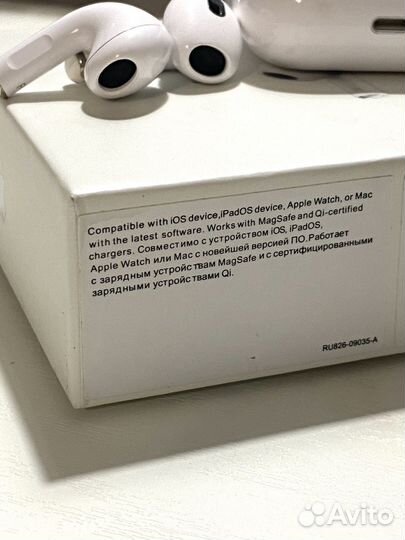 Compatible with iOS device,iPadOS device, Apple Watch, or Mac
with the latest software. Works with MagSafe and Qi-certified
chargers. Совместимо с устройством iOS, iPadOS,
Apple Watch или Mac с новейшей версией ПО.Работает
с зарядным устройствам MagSafe и с сертифицированными
зарядными устройствами Qi.
RU826-09035-A
Avito